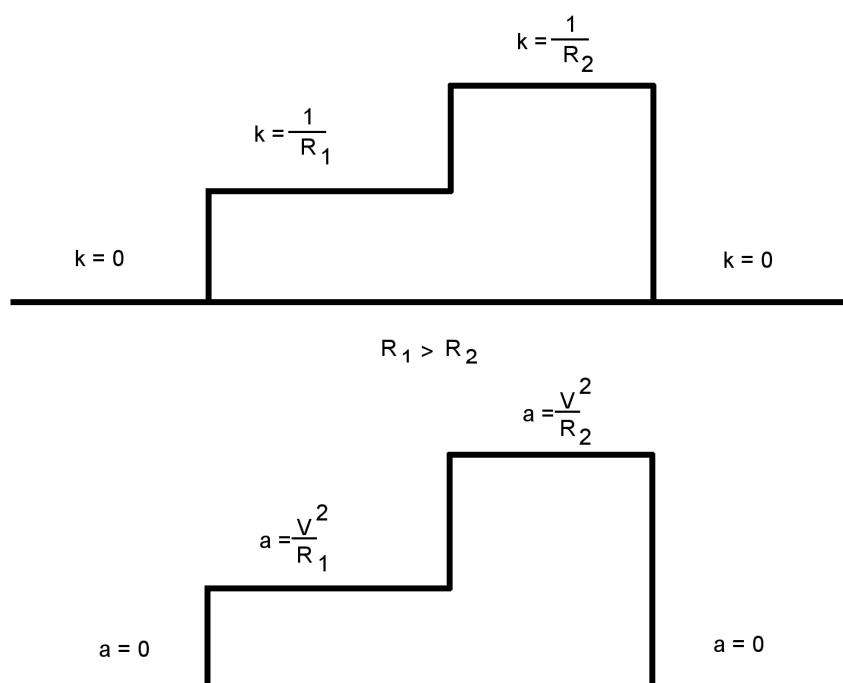 k = 1/R₂
k = 1/R₁
k = 0
k = 0
R₁ > R₂
a = V²/R₂
a = V²/R₁
a = 0
a = 0